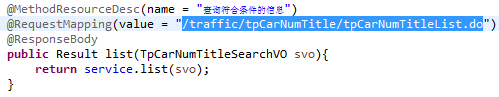 @MethodResourceDesc(name = "查询符合条件的信息")
@RequestMapping(value = "/traffic/tpCarNumTitle/tpCarNumTitleList.do")
@ResponseBody
public Result list(TpCarNumTitleSearchVO svo){
    return service.list(svo);
}